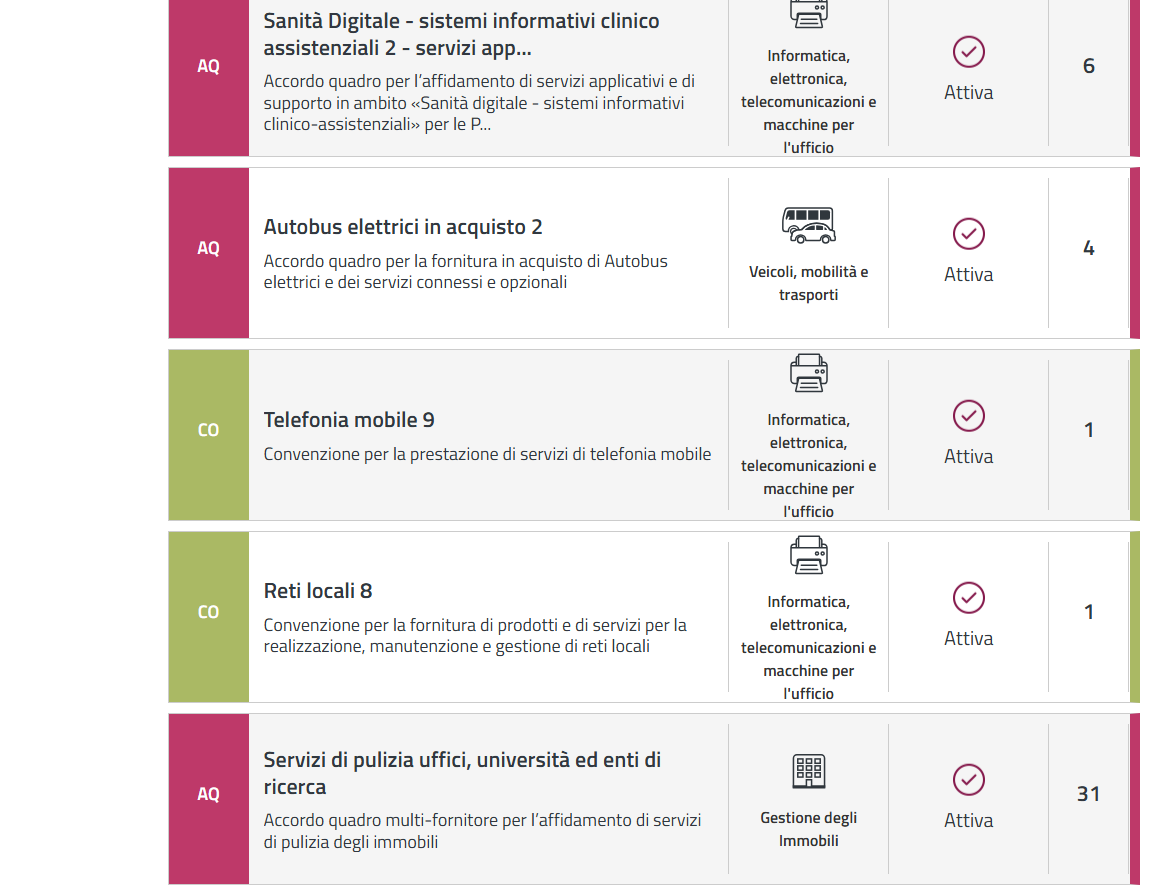 AQ
Sanità Digitale - sistemi informativi clinico
assistenziali 2 - servizi app...
Accordo quadro per l’affidamento di servizi applicativi e di
supporto in ambito «Sanità digitale - sistemi informativi
clinico-assistenziali» per le P...
Informatica,
elettronica,
telecomunicazioni e
macchine per
l'ufficio
Attiva
6
AQ
Autobus elettrici in acquisto 2
Accordo quadro per la fornitura in acquisto di Autobus
elettrici e dei servizi connessi e opzionali
Veicoli, mobilità e
trasporti
Attiva
4
CO
Telefonia mobile 9
Convenzione per la prestazione di servizi di telefonia mobile
Informatica,
elettronica,
telecomunicazioni e
macchine per
l'ufficio
Attiva
1
CO
Reti locali 8
Convenzione per la fornitura di prodotti e di servizi per la
realizzazione, manutenzione e gestione di reti locali
Informatica,
elettronica,
telecomunicazioni e
macchine per
l'ufficio
Attiva
1
AQ
Servizi di pulizia uffici, università ed enti di
ricerca
Accordo quadro multi-fornitore per l’affidamento di servizi
di pulizia degli immobili
Gestione degli
Immobili
Attiva
31